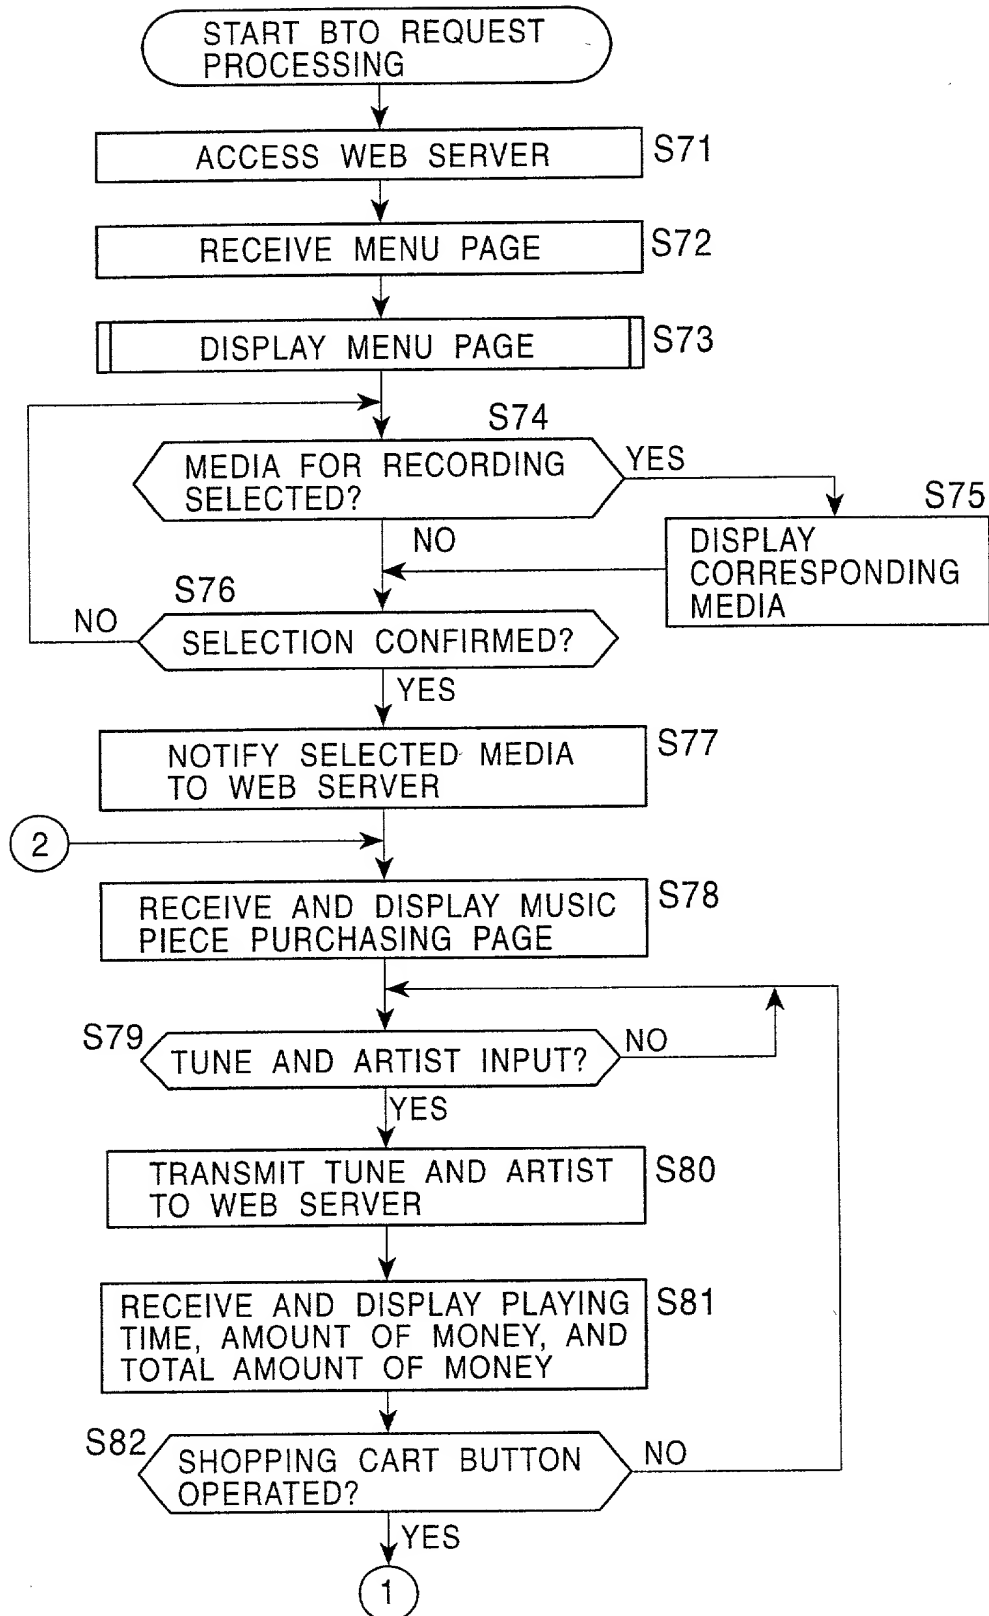 START BTO REQUEST
PROCESSING
ACCESS WEB SERVER
S71
RECEIVE MENU PAGE
S72
DISPLAY MENU PAGE
S73
S74
MEDIA FOR RECORDING
SELECTED?
YES
NO
S75
DISPLAY
CORRESPONDING
MEDIA
S76
NO
SELECTION CONFIRMED?
YES
NOTIFY SELECTED MEDIA
TO WEB SERVER
S77
2
RECEIVE AND DISPLAY MUSIC
PIECE PURCHASING PAGE
S78
S79
TUNE AND ARTIST INPUT?
NO
YES
TRANSMIT TUNE AND ARTIST
TO WEB SERVER
S80
RECEIVE AND DISPLAY PLAYING
TIME, AMOUNT OF MONEY, AND
TOTAL AMOUNT OF MONEY
S81
S82
SHOPPING CART BUTTON
OPERATED?
NO
YES
1